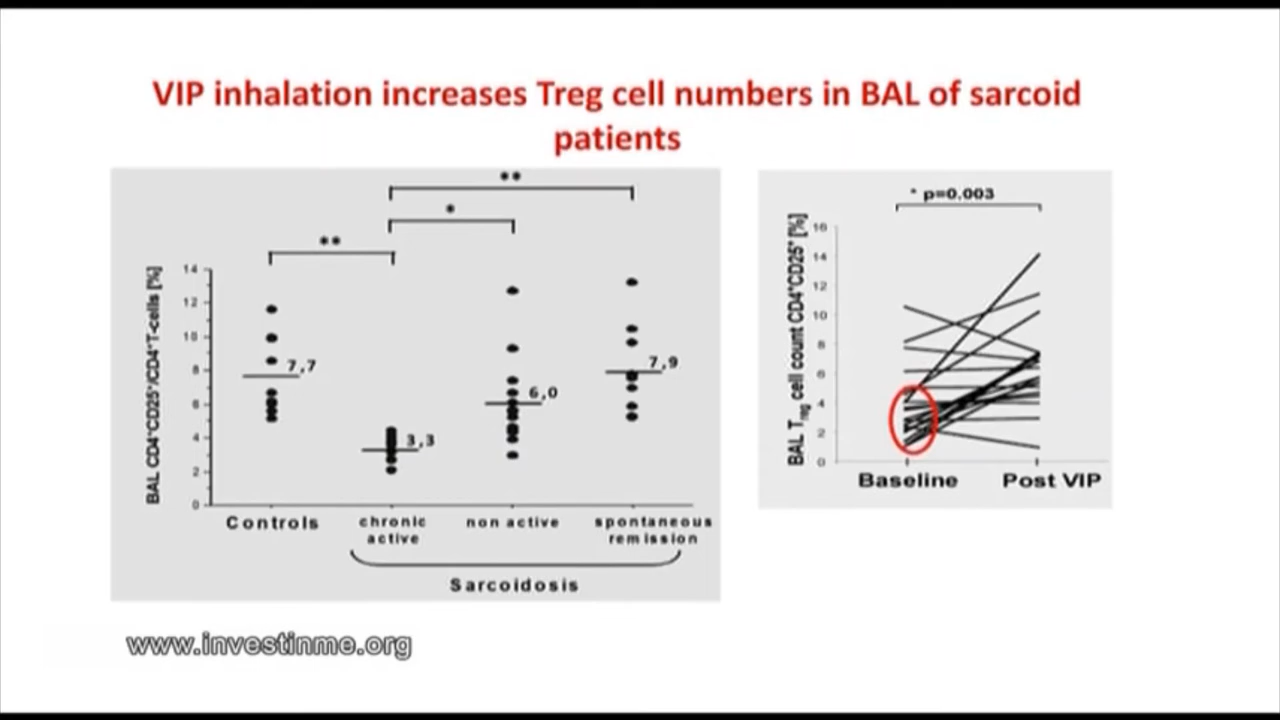 VIP inhalation increases Treg cell numbers in BAL of sarcoid
patients
**
*
**
BAL CD4⁺CD25⁺/CD4⁺T-cells [%]
14
12
10
8
6
4
2
0
7,7
3,3
6,0
7,9
Controls
chronic
active
non active
spontaneous
remission
Sarcoidosis
* p=0.003
BAL Treg cell count CD4⁺CD25⁺ [%]
16
14
12
10
8
6
4
2
0
Baseline
Post VIP
www.investinme.org